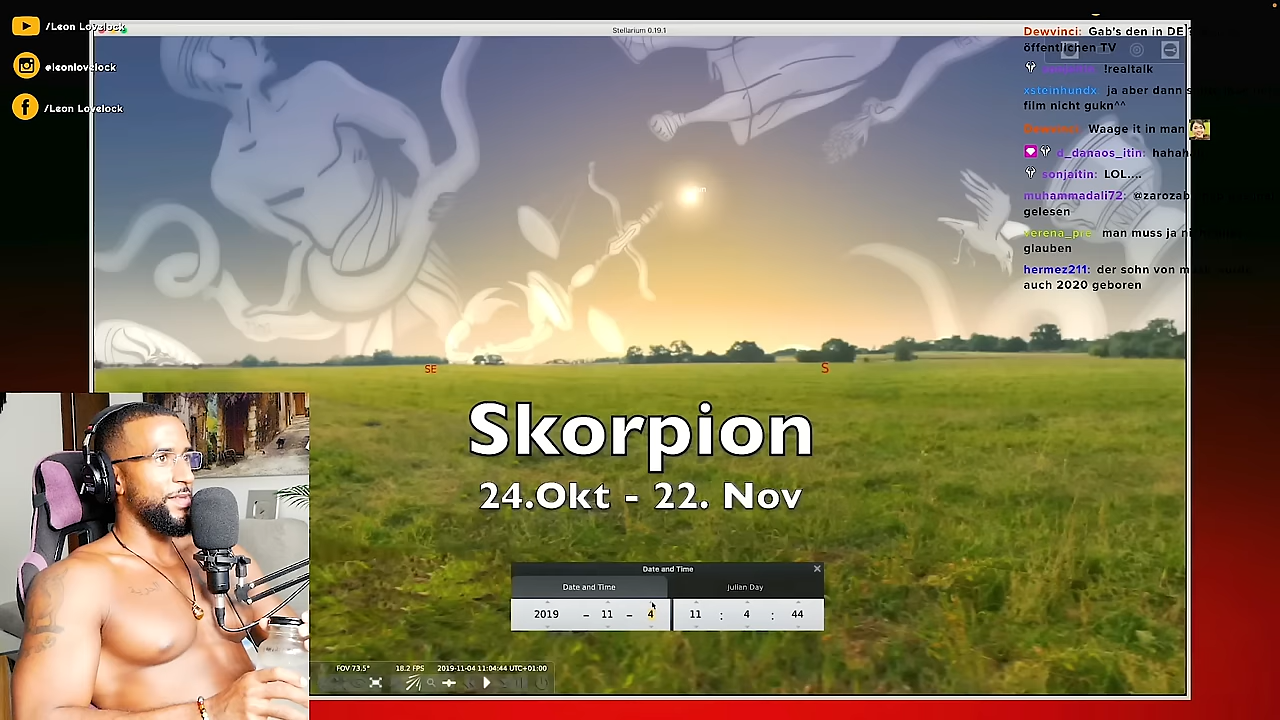 /Leon Lovelock
@leonlovelock
/Leon Lovelock
Stellarium 0.19.1
Dewvinci: Gab's den in DE
öffentlichen TV
!realtalk
xsteinhundx: ja aber dann
film nicht gukn^^
Waage it in man
d_danaos_itin: hahah
sonjaitin: LOL....
muhammadali72: @zarozab
gelesen
verena_pre: man muss ja
glauben
hermez211: der sohn von
auch 2020 geboren
SE
S
Skorpion
24.Okt - 22. Nov
Date and Time
Date and Time
Julian Day
2019 - 11 - 4 11 : 4 : 44
FOV 73.5° 18.2 FPS 2019-11-04 11:04:44 UTC+01:00